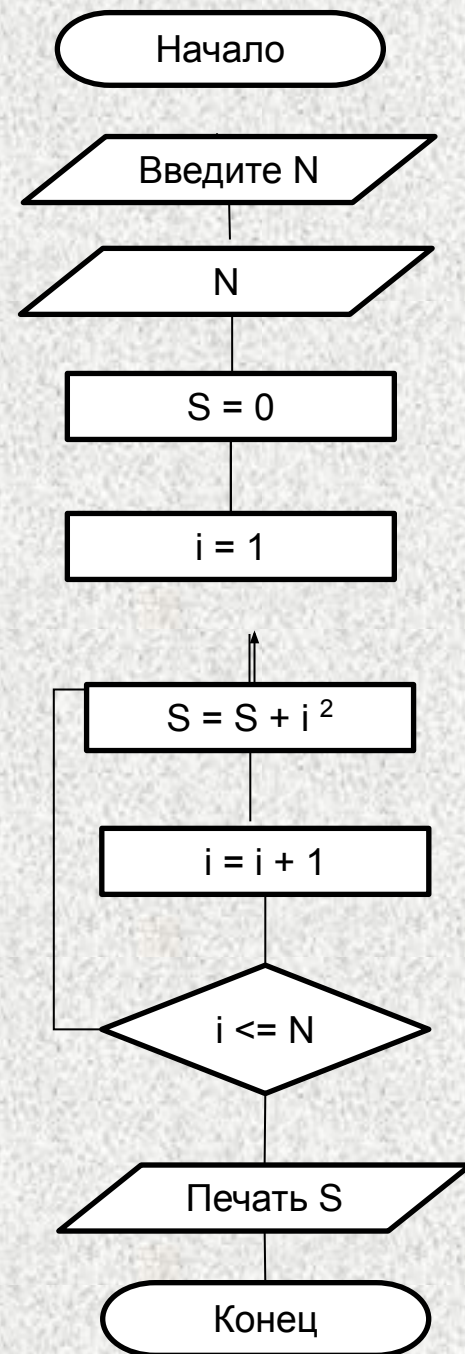 Начало
Введите N
N
S = 0
i = 1
S = S + i ²
i = i + 1
i <= N
Печать S
Конец